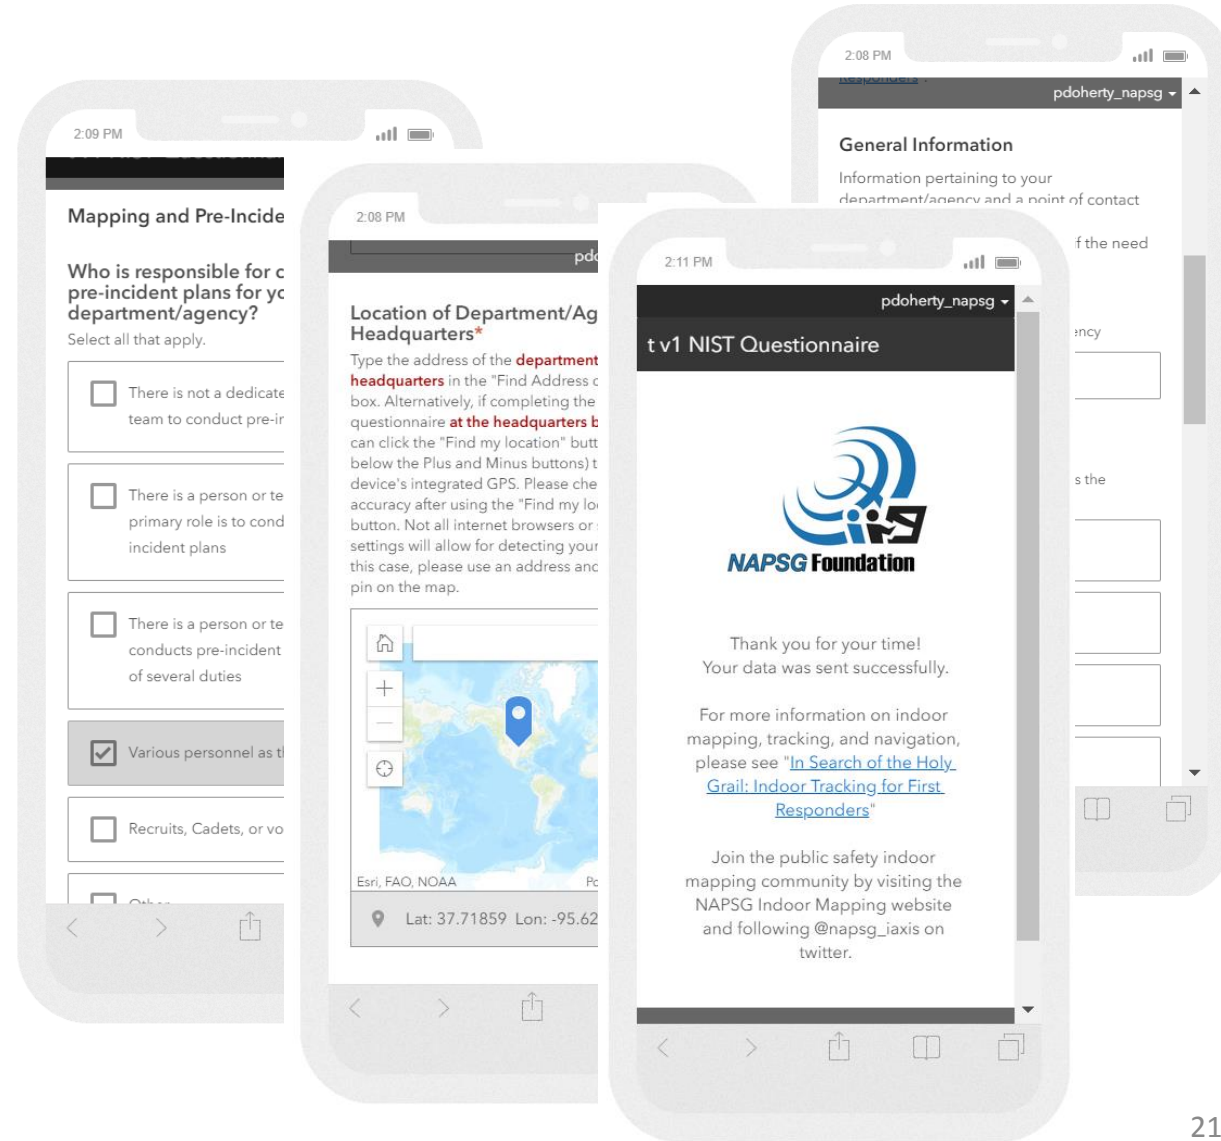 2:09 PM
Mapping and Pre-Incide
Who is responsible for c
pre-incident plans for yo
department/agency?
Select all that apply.
There is not a dedicate
team to conduct pre-ir
There is a person or te
primary role is to cond
incident plans
There is a person or te
conducts pre-incident
of several duties
Various personnel as th
Recruits, Cadets, or vo
Other
2:08 PM
pdo
Location of Department/Ag
Headquarters*
Type the address of the department
headquarters in the "Find Address o
box. Alternatively, if completing the
questionnaire at the headquarters b
can click the "Find my location" butt
below the Plus and Minus buttons) t
device's integrated GPS. Please che
accuracy after using the "Find my lo
button. Not all internet browsers or
settings will allow for detecting your
this case, please use an address and
pin on the map.
Esri, FAO, NOAA
Po
Lat: 37.71859 Lon: -95.62
2:11 PM
pdoherty_napsg
t v1 NIST Questionnaire
NAPSG Foundation
Thank you for your time!
Your data was sent successfully.
For more information on indoor
mapping, tracking, and navigation,
please see "In Search of the Holy
Grail: Indoor Tracking for First
Responders"
Join the public safety indoor
mapping community by visiting the
NAPSG Indoor Mapping website
and following @napsg_iaxis on
twitter.
2:08 PM
Responders".
pdoherty_napsg
General Information
Information pertaining to your
department/agency and a point of contact
if the need
ency
s the
21